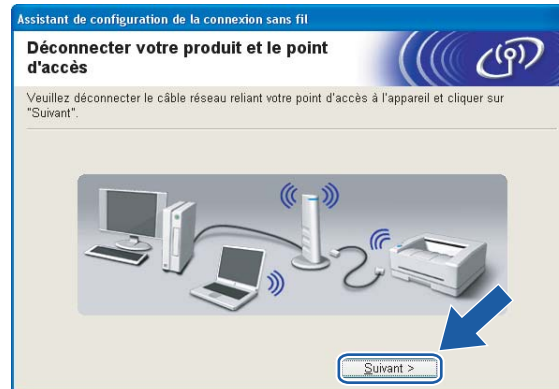 Assistant de configuration de la connexion sans fil
Déconnecter votre produit et le point
d'accès
Veuillez déconnecter le câble réseau reliant votre point d'accès à l'appareil et cliquer sur
"Suivant".
Suivant >